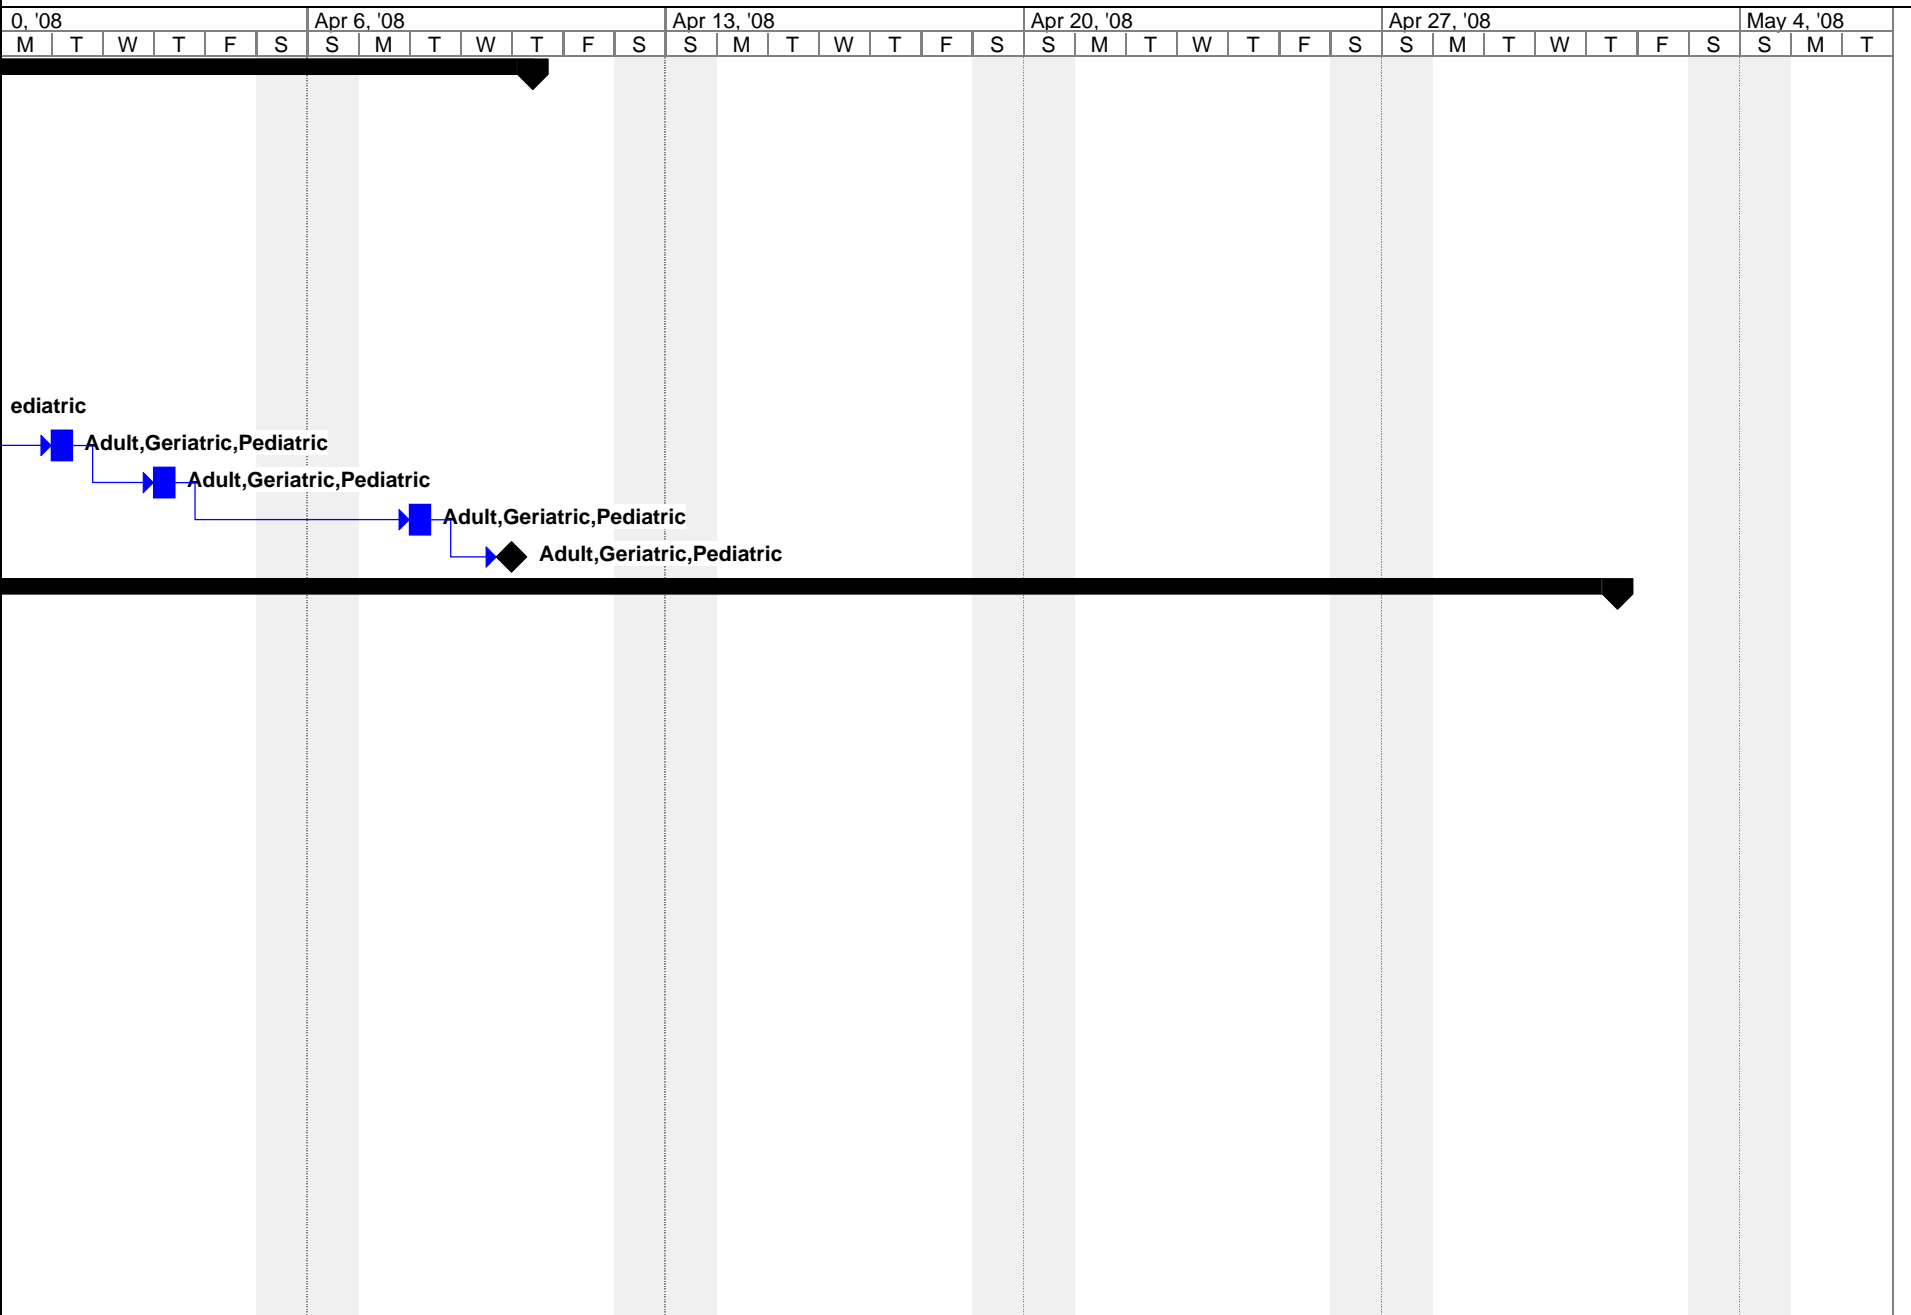 0, '08 Apr 6, '08 Apr 13, '08 Apr 20, '08 Apr 27, '08 May 4, '08
M T W T F S S M T W T F S S M T W T F S S M T W T F S S M T W T F S S M T
ediatric
Adult,Geriatric,Pediatric
Adult,Geriatric,Pediatric
Adult,Geriatric,Pediatric
Adult,Geriatric,Pediatric